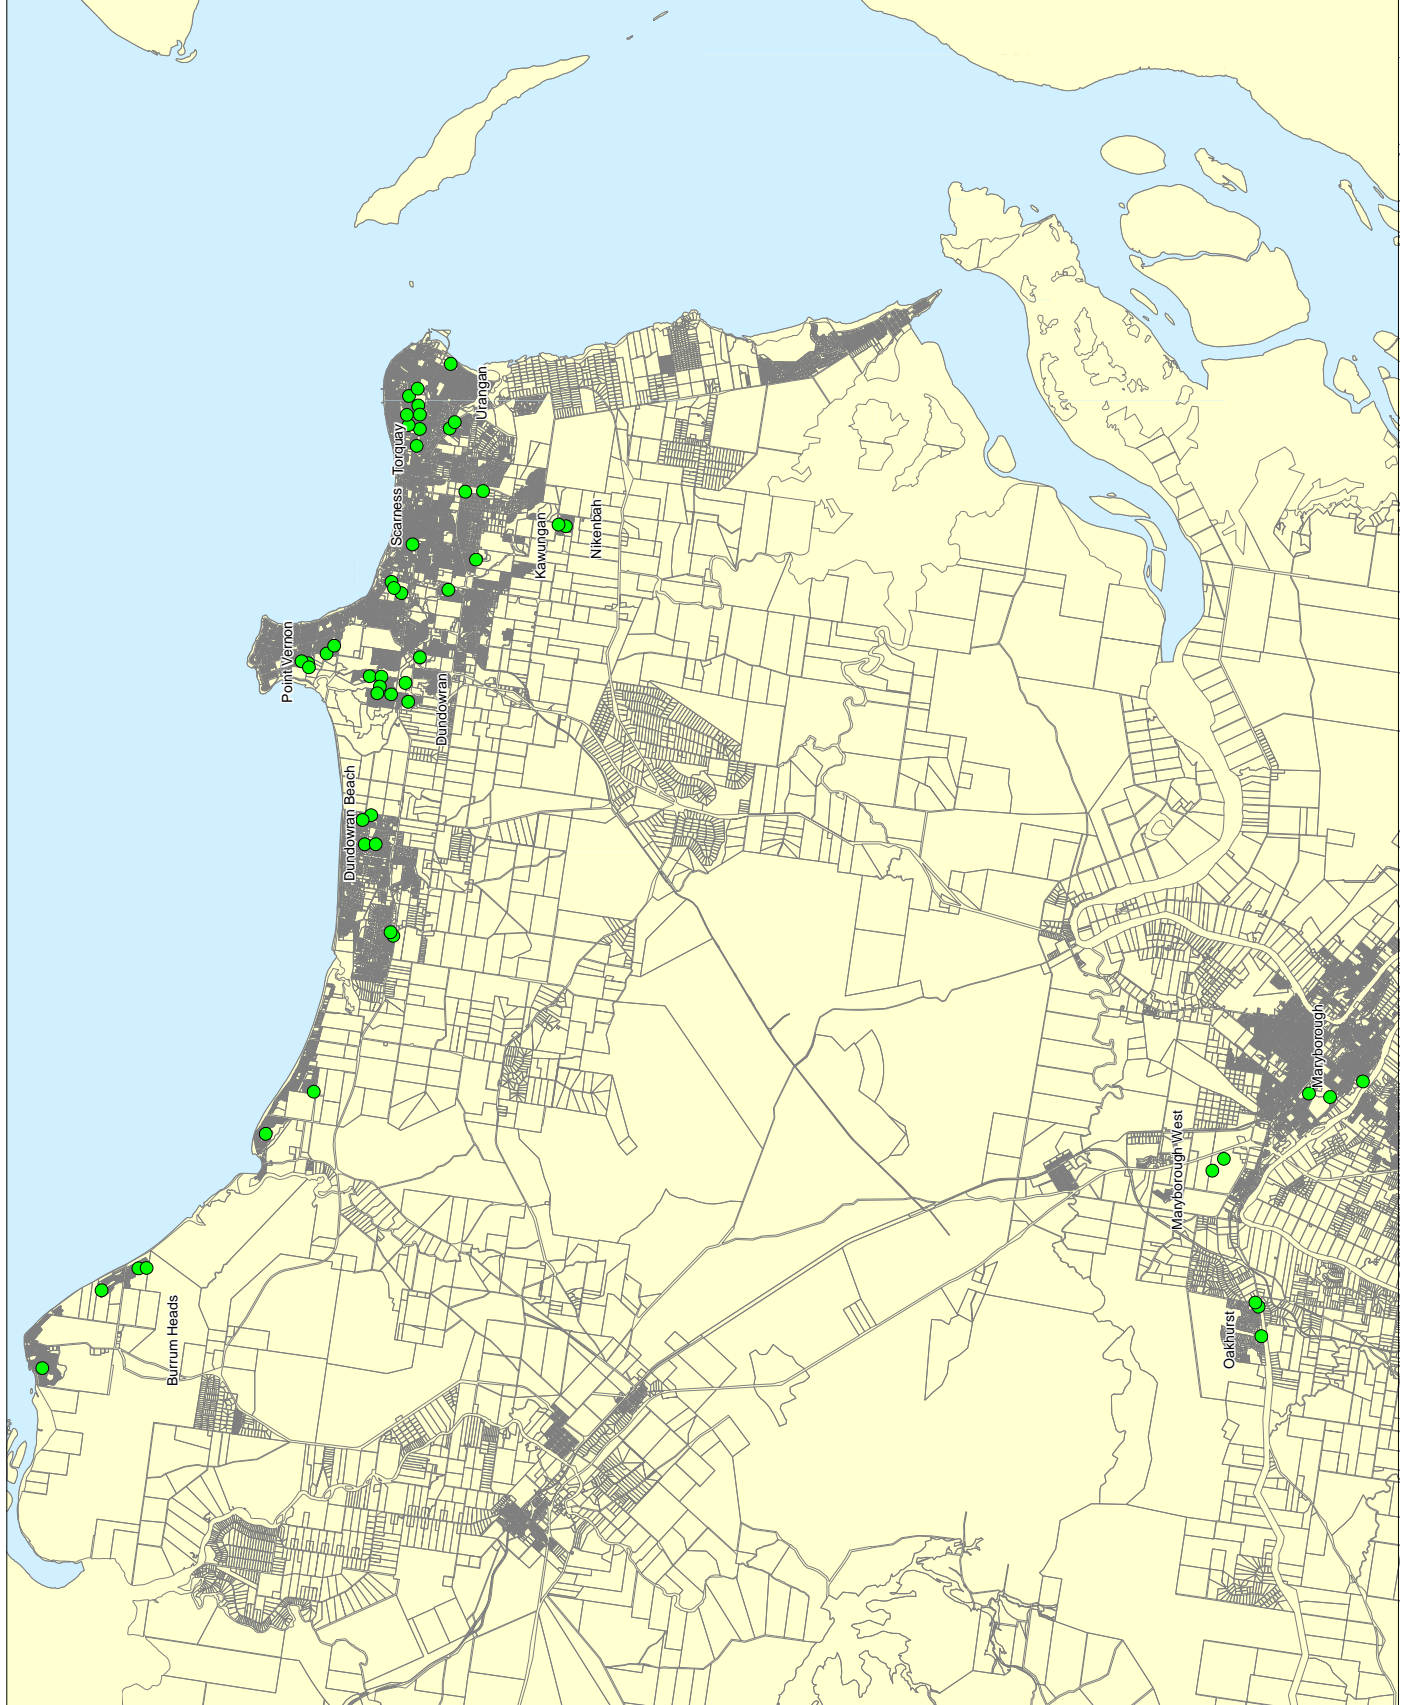 Burrum Heads
Point Vernon
Dundowran Beach
Scarness
Torquay
Dundowran
Urangan
Kawungan
Nikenbah
Maryborough West
Oakhurst
Maryborough